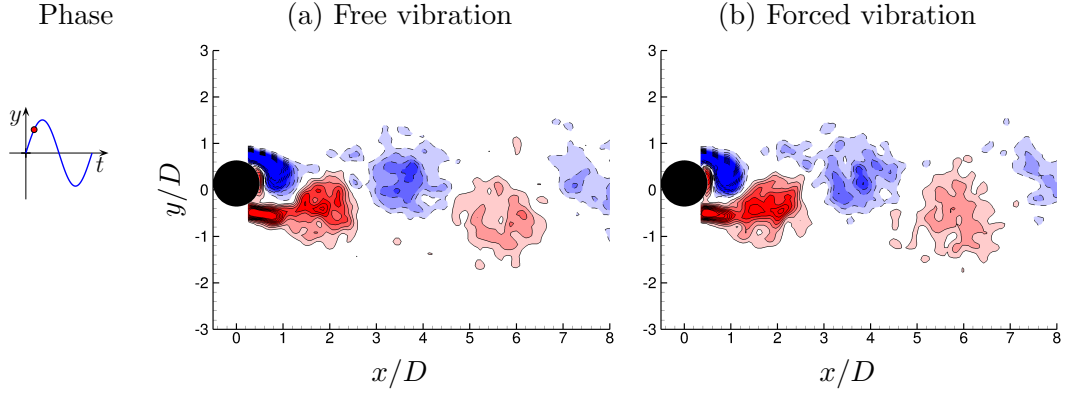 Phase
(a) Free vibration
(b) Forced vibration
y
t
y/D
3
2
1
0
-1
-2
-3
0 1 2 3 4 5 6 7 8
x/D
3
2
1
0
-1
-2
-3
0 1 2 3 4 5 6 7 8
x/D